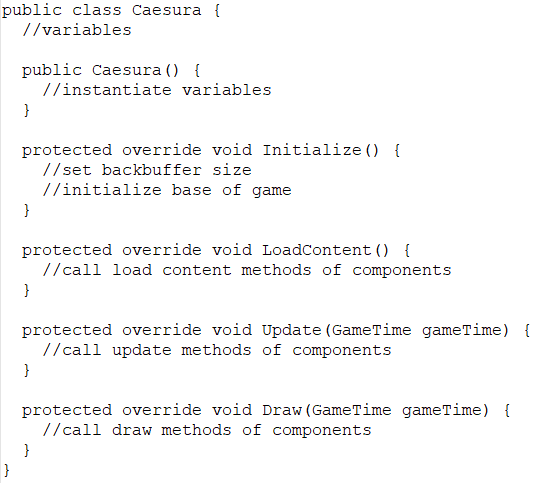 public class Caesura {
  //variables

  public Caesura() {
    //instantiate variables
  }

  protected override void Initialize() {
    //set backbuffer size
    //initialize base of game
  }

  protected override void LoadContent() {
    //call load content methods of components
  }

  protected override void Update(GameTime gameTime) {
    //call update methods of components
  }

  protected override void Draw(GameTime gameTime) {
    //call draw methods of components
  }
}